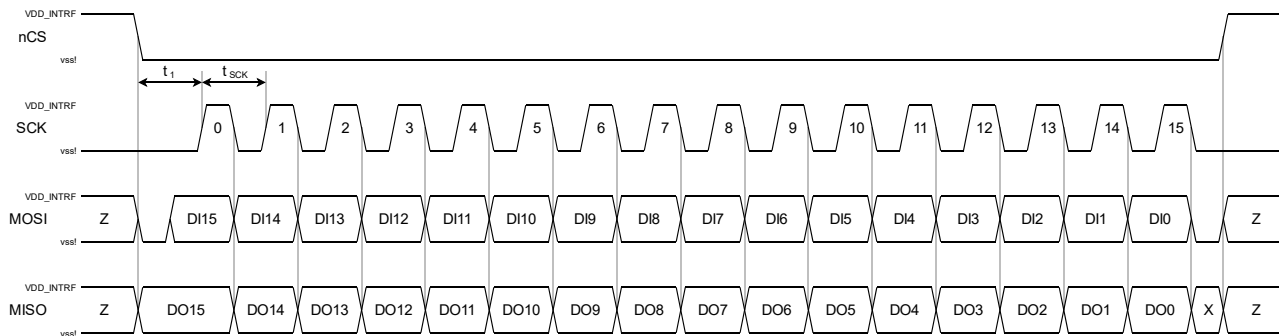 VDD_INTRF
nCS
vss!
t1 tSCK
VDD_INTRF
SCK 0 1 2 3 4 5 6 7 8 9 10 11 12 13 14 15
vss!
VDD_INTRF
MOSI Z DI15 DI14 DI13 DI12 DI11 DI10 DI9 DI8 DI7 DI6 DI5 DI4 DI3 DI2 DI1 DI0 Z
vss!
VDD_INTRF
MISO Z DO15 DO14 DO13 DO12 DO11 DO10 DO9 DO8 DO7 DO6 DO5 DO4 DO3 DO2 DO1 DO0 X Z
vss!